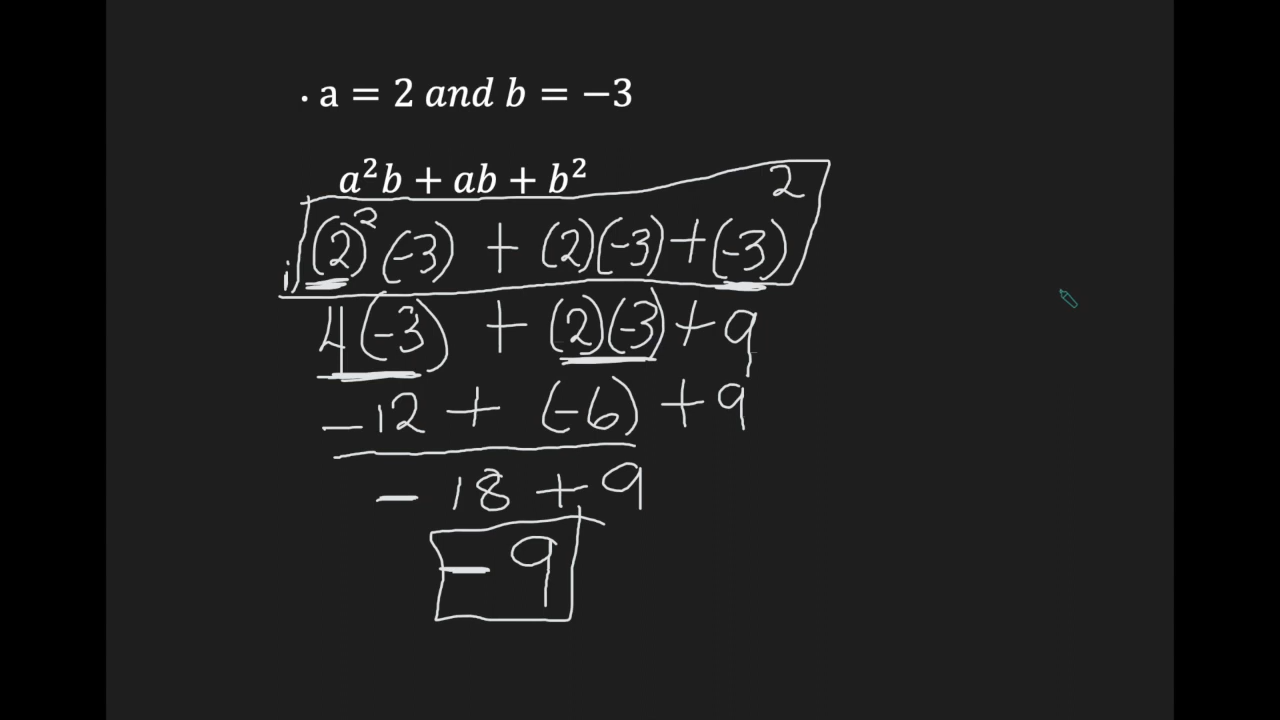 · a = 2 and b = −3
a²b + ab + b²
i) (2)² (-3) + (2)(-3) + (-3)²
4(-3) + (2)(-3) + 9
-12 + (-6) + 9
- 18 + 9
- 9